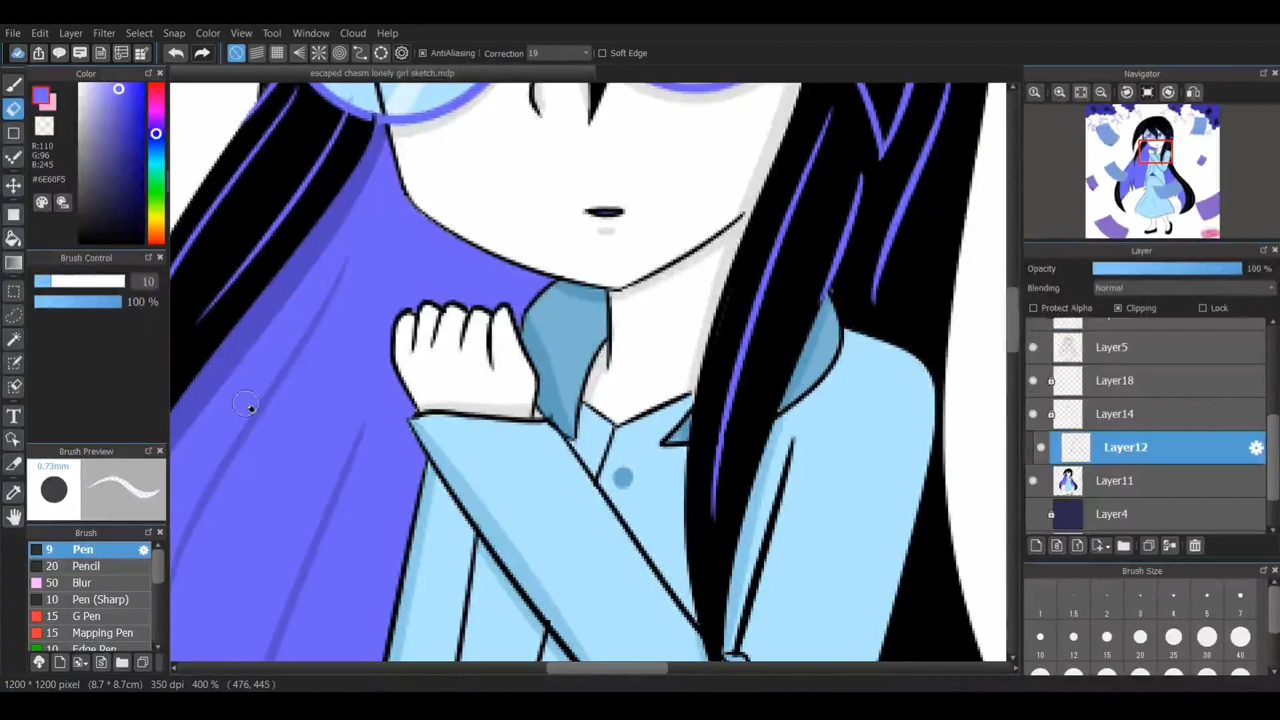 File Edit Layer Filter Select Snap Color View Tool Window Cloud Help
AntiAliasing Correction 19 Soft Edge
Color
escaped chasm lonely girl sketch.mdp
Navigator
R:110
G:96
B:245
#6E60F5
Brush Control
10
100 %
Brush Preview
0.73mm
Brush
9 Pen
20 Pencil
50 Blur
10 Pen (Sharp)
15 G Pen
15 Mapping Pen
10 Edge Pen
Layer
Opacity 100 %
Blending Normal
Protect Alpha Clipping Lock
Layer5
Layer18
Layer14
Layer12
Layer11
Layer4
Brush Size
1 1.5 2 3 4 5 7
10 12 15 20 25 30 40
1200 * 1200 pixel (8.7 * 8.7cm) 350 dpi 400 % ( 476, 445 )